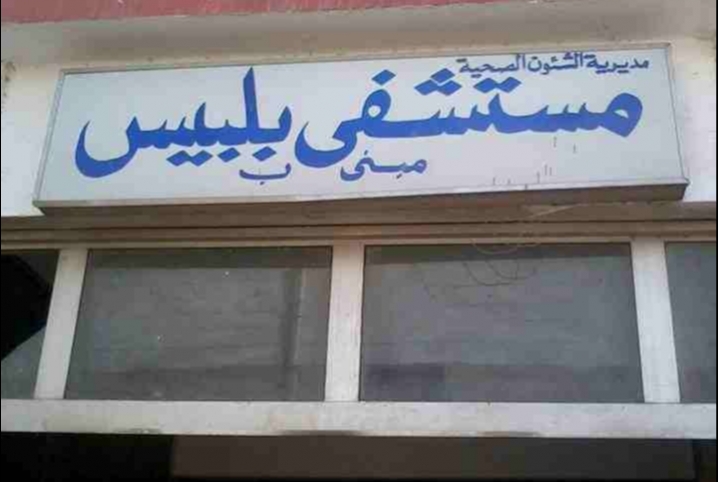 مديرية الشئون الصحية
مستشفى بلبيس
مبنى ب